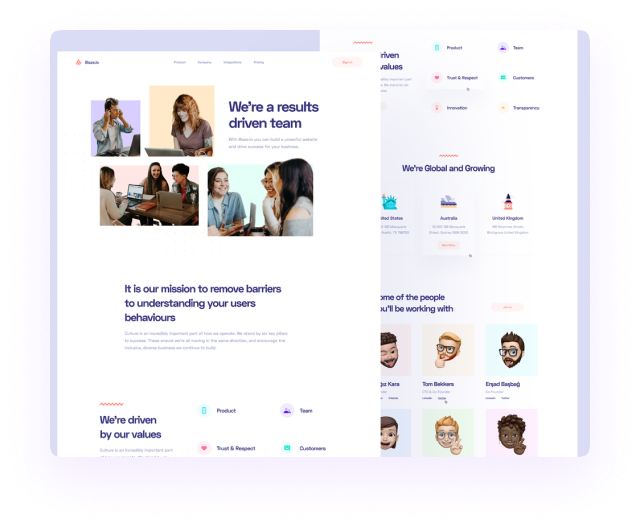 Blaze.io
Product Company Integrations Pricing
Sign In
We're a results
driven team
With Blaze.io you can build a powerful website
and drive success for your business.
It is our mission to remove barriers
to understanding your users
behaviours
Culture is an incredibly important part of how we operate. We stand by six key pillars
to success. These ensure we're all moving in the same direction, and encourage the
inclusive, diverse business we continue to build.
We're driven
by our values
Culture is an incredibly important part
Product
Team
Trust & Respect
Customers
riven
values
Product
Team
Trust & Respect
Customers
Innovation
Transparency
We're Global and Growing
ited States
Australia
United Kingdom
ome of the people
ou'll be working with
Kara
Tom Bekkers
Erşad Başbağ